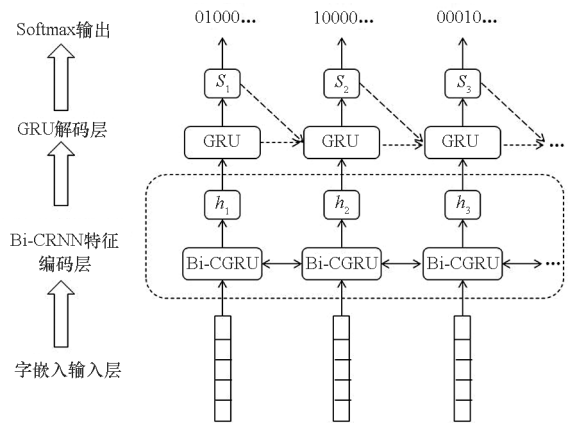 Softmax输出
01000...
10000...
00010...
S1
S2
S3
GRU解码层
GRU
GRU
GRU
...
h1
h2
h3
Bi-CRNN特征
编码层
Bi-CGRU
Bi-CGRU
Bi-CGRU
...
字嵌入输入层